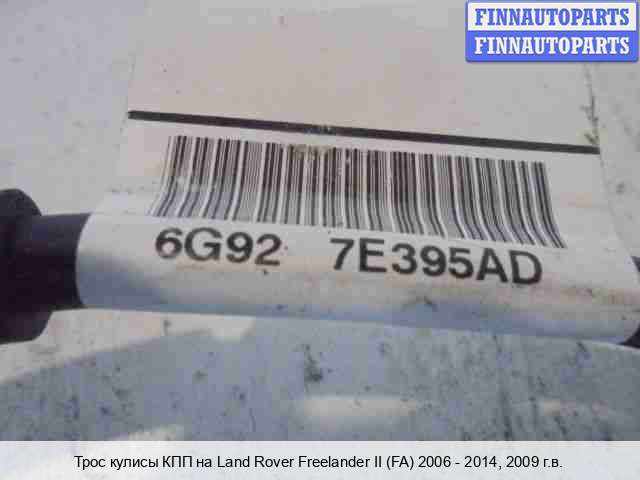 FINNAUTOPARTS
FINNAUTOPARTS
6G92 7E395AD
Трос кулисы КПП на Land Rover Freelander II (FA) 2006 - 2014, 2009 г.в.